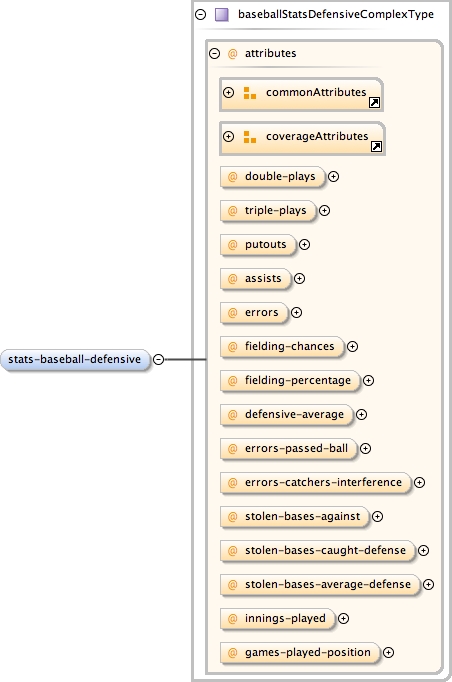 baseballStatsDefensiveComplexType
@ attributes
commonAttributes
coverageAttributes
@ double-plays
@ triple-plays
@ putouts
@ assists
@ errors
@ fielding-chances
stats-baseball-defensive
@ fielding-percentage
@ defensive-average
@ errors-passed-ball
@ errors-catchers-interference
@ stolen-bases-against
@ stolen-bases-caught-defense
@ stolen-bases-average-defense
@ innings-played
@ games-played-position